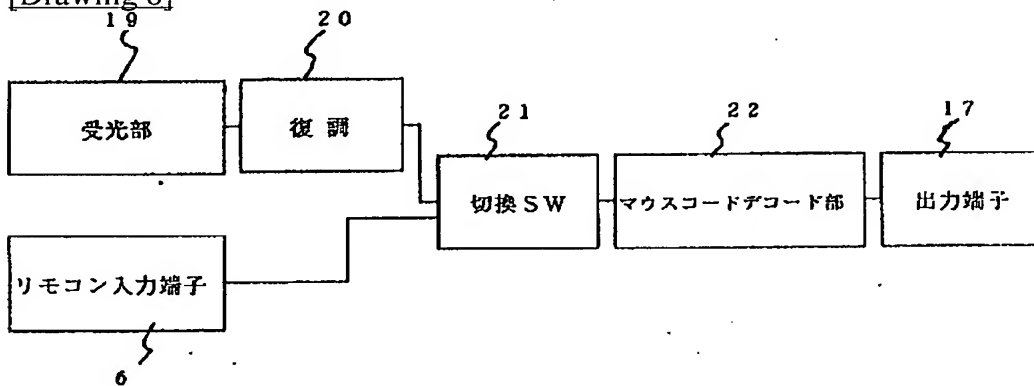 [Drawing 6]
19
20
受光部
復 調
21
22
17
切換SW
マウスコードデコード部
出力端子
リモコン入力端子
6